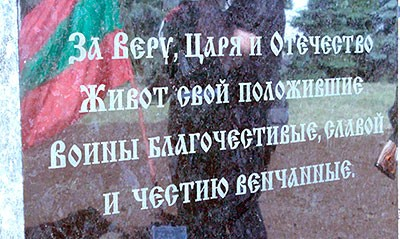 За Веру, Царя и Отечество
Живот свой положившие
Воины благочестивые, славой
и честию венчанные.